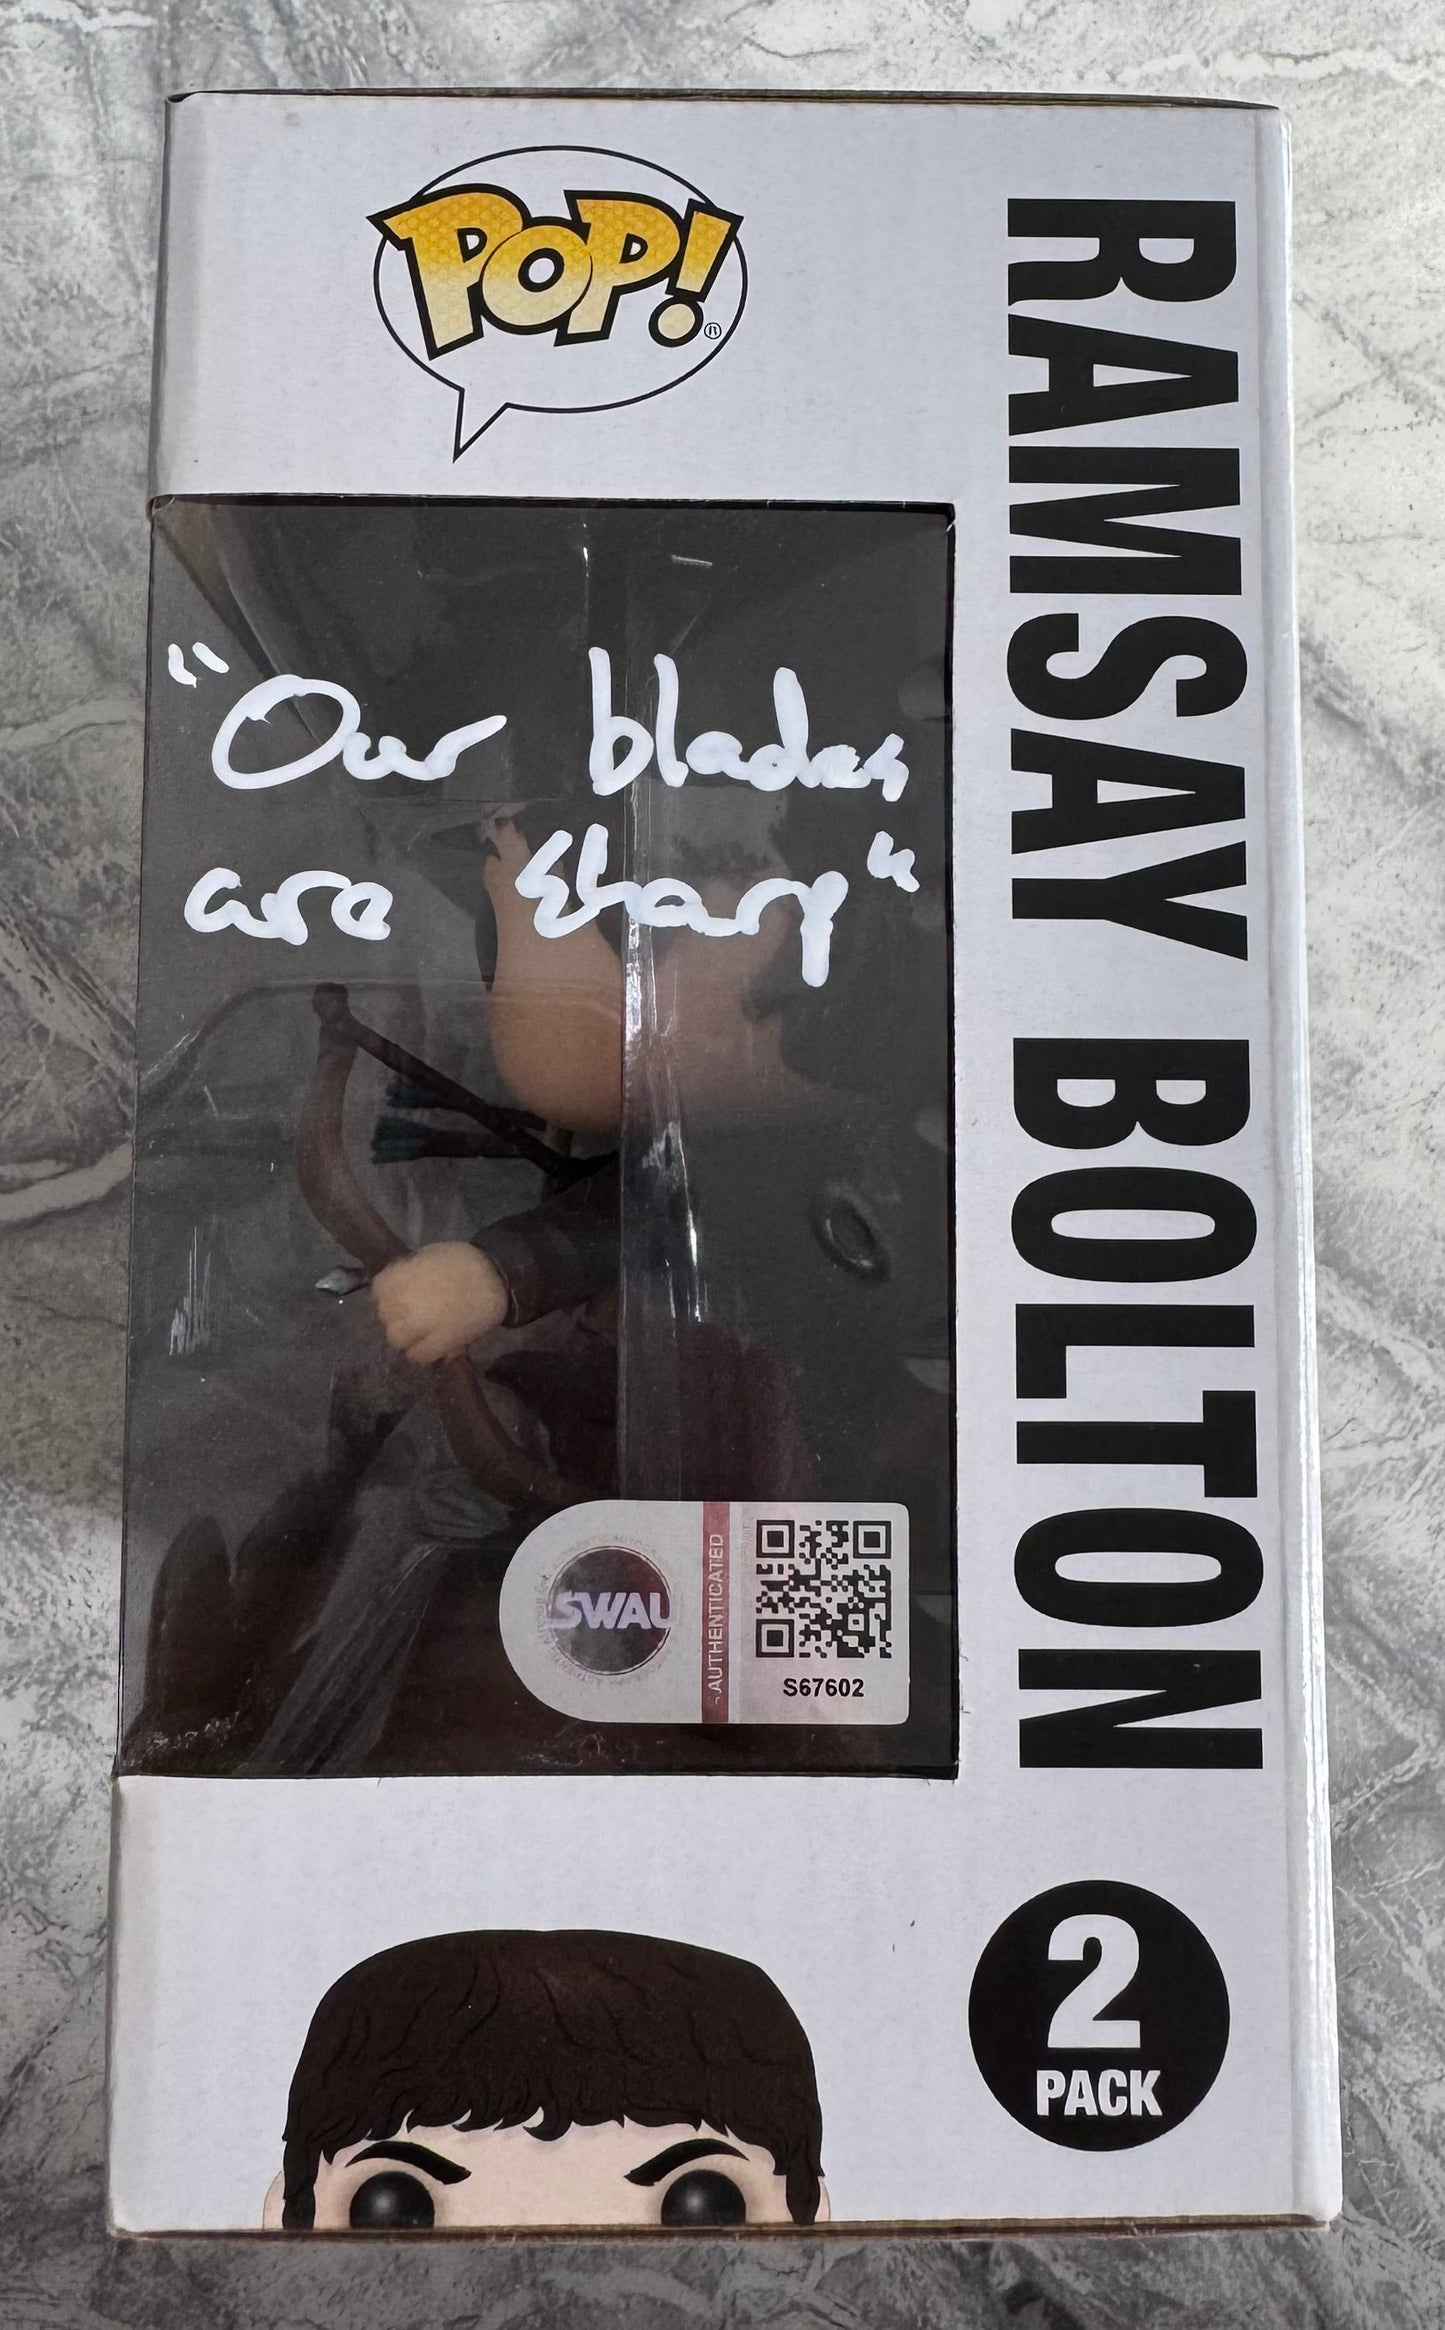 POP!
®
RAMSAY BOLTON
"Our blades
are sharp"
SWAU
AUTHENTICATED
S67602
2
PACK